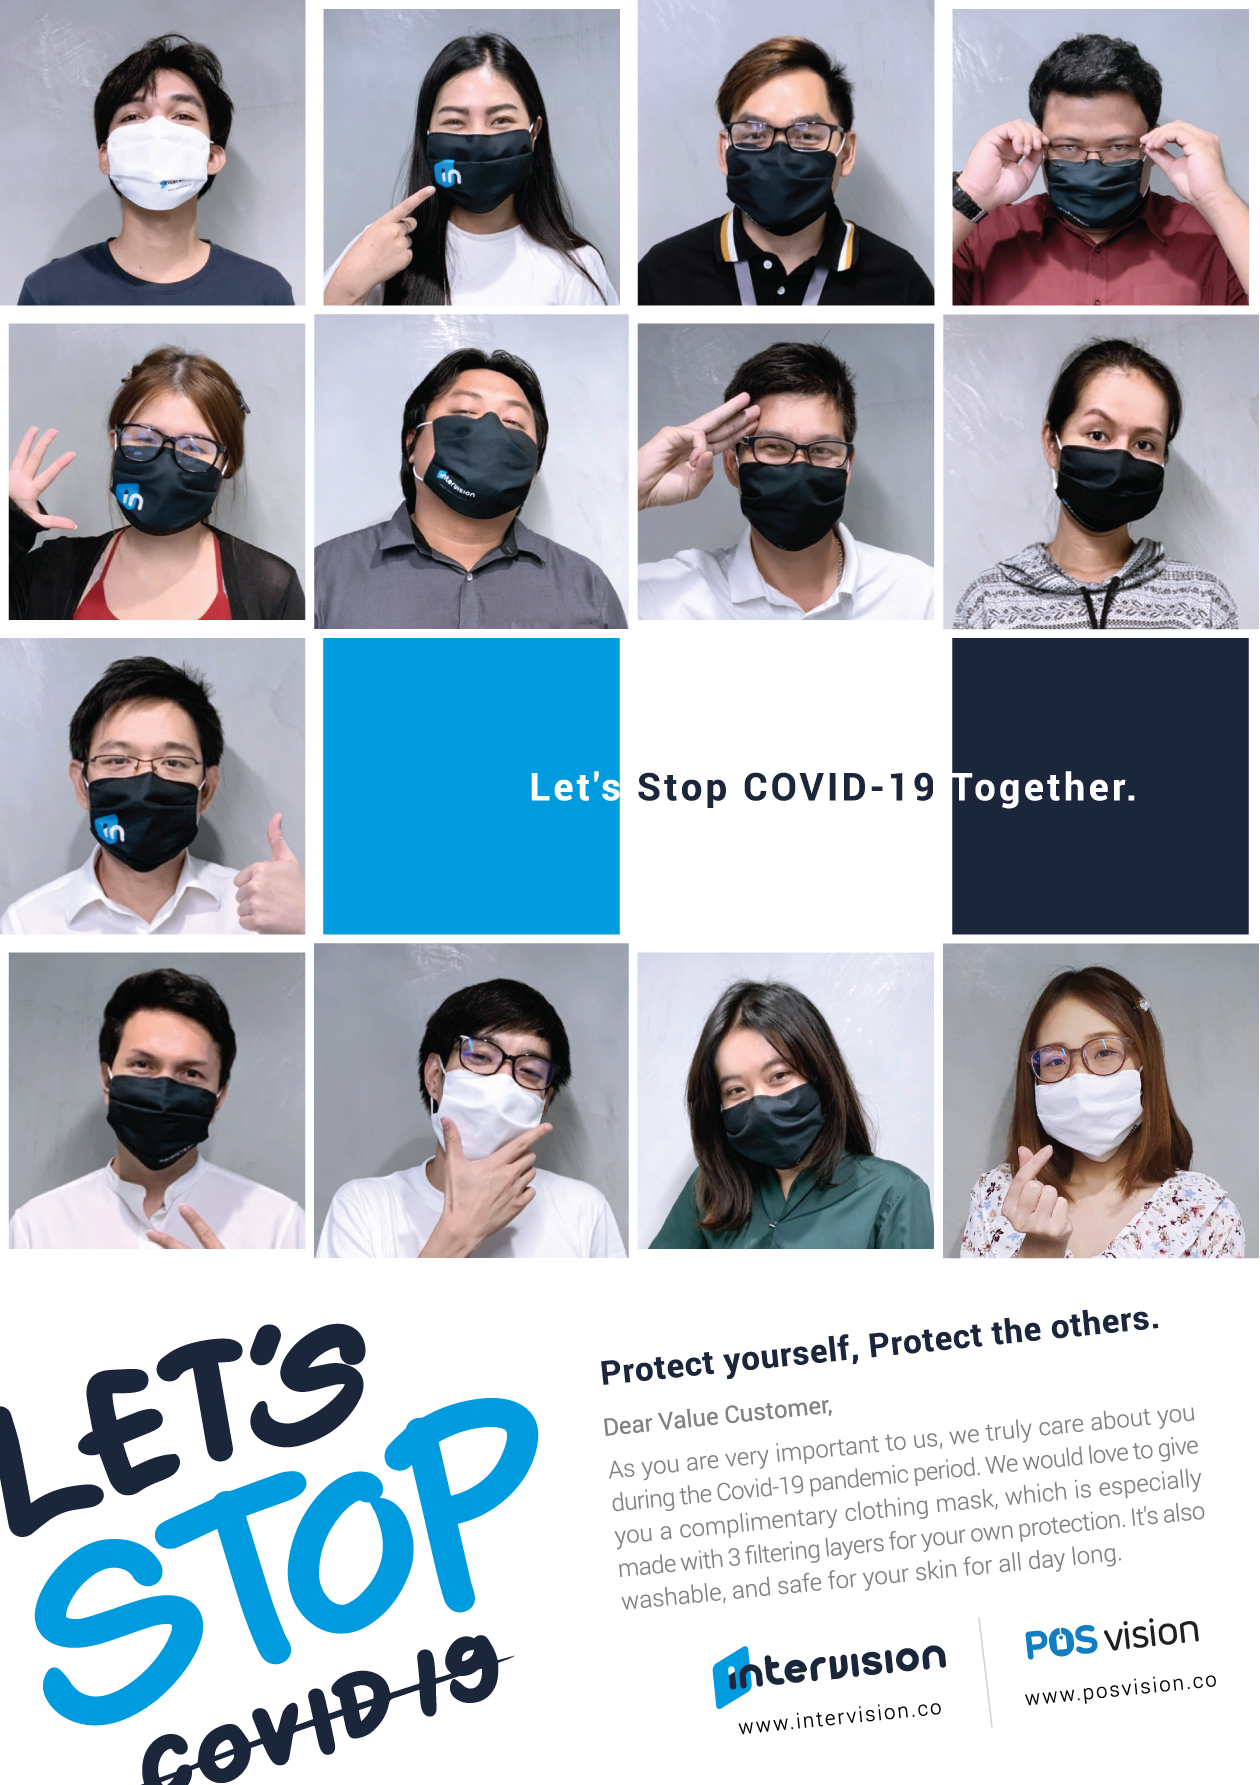 in
in
intervision
in
Let's Stop COVID-19 Together.
LET'S
STOP
COVID 19
Protect yourself, Protect the others.
Dear Value Customer,
As you are very important to us, we truly care about you
during the Covid-19 pandemic period. We would love to give
you a complimentary clothing mask, which is especially
made with 3 filtering layers for your own protection. It's also
washable, and safe for your skin for all day long.
intervision
www.intervision.co
POS vision
www.posvision.co